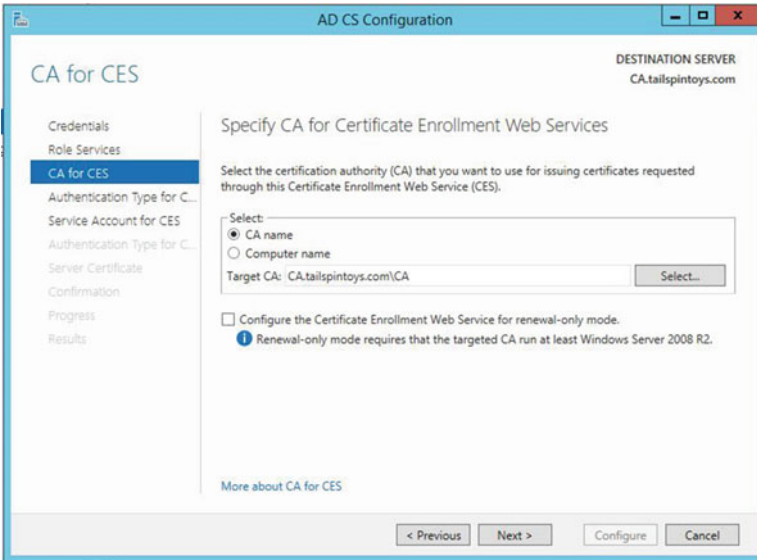 AD CS Configuration
CA for CES
DESTINATION SERVER
CA.tailspintoys.com
Credentials
Role Services
CA for CES
Authentication Type for C...
Service Account for CES
Authentication Type for C...
Server Certificate
Confirmation
Progress
Results
Specify CA for Certificate Enrollment Web Services
Select the certification authority (CA) that you want to use for issuing certificates requested
through this Certificate Enrollment Web Service (CES).
Select:
CA name
Computer name
Target CA: CA.tailspintoys.com\CA
Select...
Configure the Certificate Enrollment Web Service for renewal-only mode.
Renewal-only mode requires that the targeted CA run at least Windows Server 2008 R2.
More about CA for CES
< Previous
Next >
Configure
Cancel